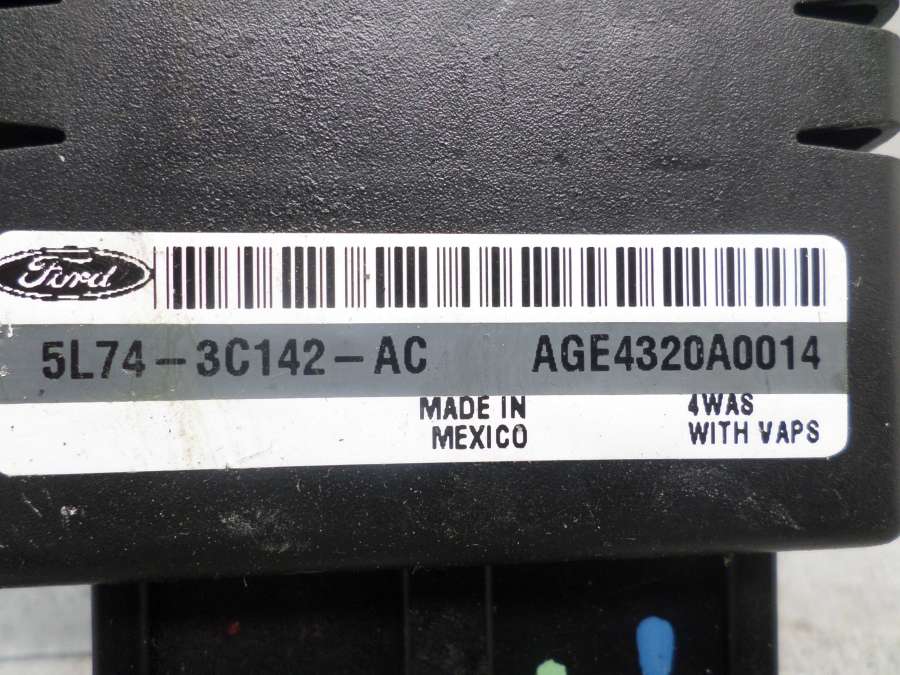 Ford
5L74-3C142-AC AGE4320A0014
MADE IN 4WAS
MEXICO WITH VAPS